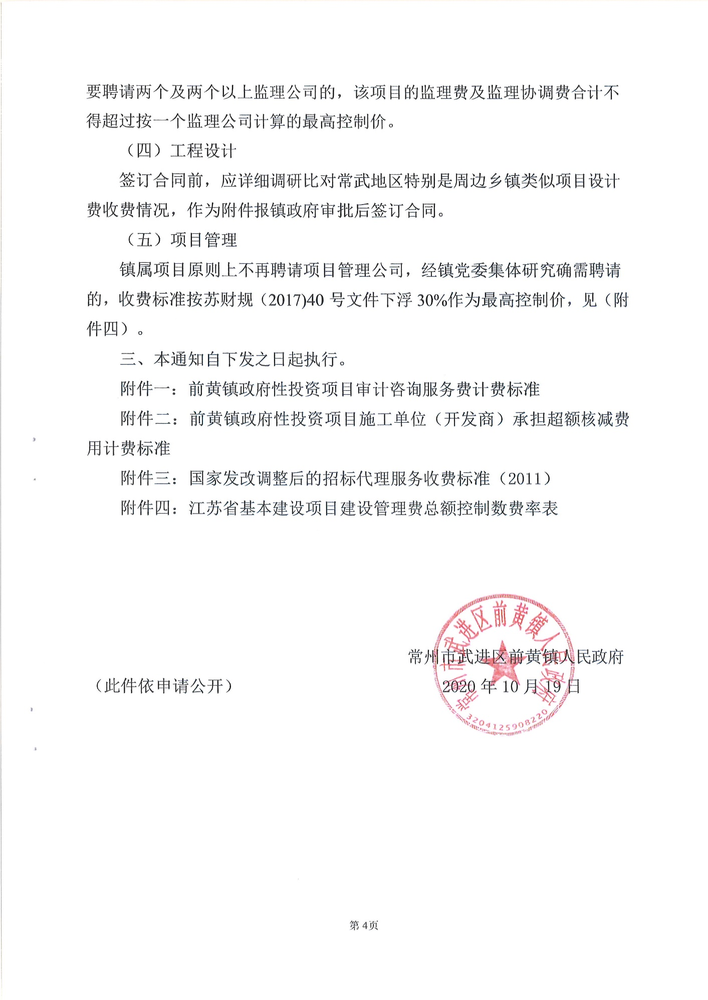 要聘请两个及两个以上监理公司的，该项目的监理费及监理协调费合计不
得超过按一个监理公司计算的最高控制价。
（四）工程设计
签订合同前，应详细调研比对常武地区特别是周边乡镇类似项目设计
费收费情况，作为附件报镇政府审批后签订合同。
（五）项目管理
镇属项目原则上不再聘请项目管理公司，经镇党委集体研究确需聘请
的，收费标准按苏财规（2017)40 号文件下浮 30%作为最高控制价，见（附
件四）。
三、本通知自下发之日起执行。
附件一：前黄镇政府性投资项目审计咨询服务费计费标准
附件二：前黄镇政府性投资项目施工单位（开发商）承担超额核减费
用计费标准
附件三：国家发改调整后的招标代理服务收费标准（2011）
附件四：江苏省基本建设项目建设管理费总额控制数费率表
常州市武进区前黄镇人民政府
常州市武进区前黄镇人民政府
（此件依申请公开） 2020 年 10 月 19 日
3204125908220
第 4页